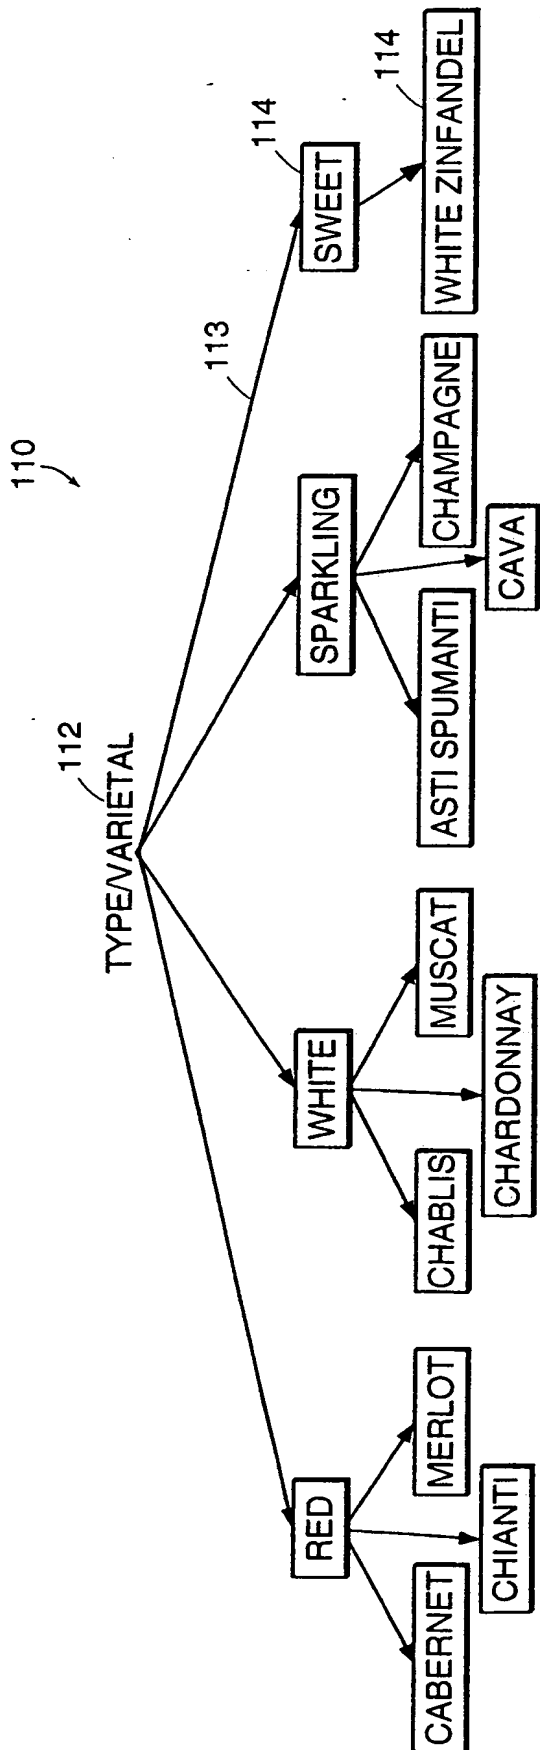 110
TYPE/VARIETAL
112
113
RED
WHITE
SPARKLING
SWEET
114
CABERNET
CHIANTI
MERLOT
CHABLIS
CHARDONNAY
MUSCAT
ASTI SPUMANTI
CAVA
CHAMPAGNE
WHITE ZINFANDEL
114